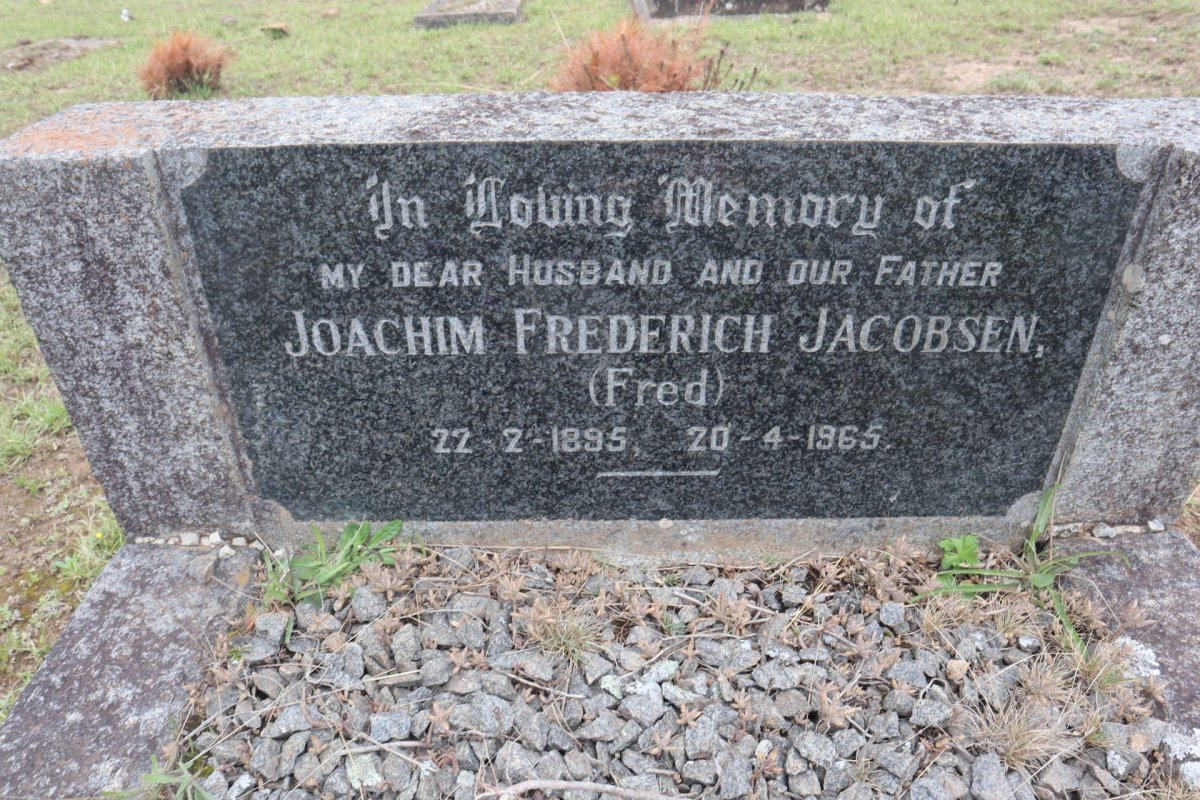 In Loving Memory of
MY DEAR HUSBAND AND OUR FATHER
JOACHIM FREDERICH JACOBSEN,
(Fred)
22-2-1895. 20-4-1965.